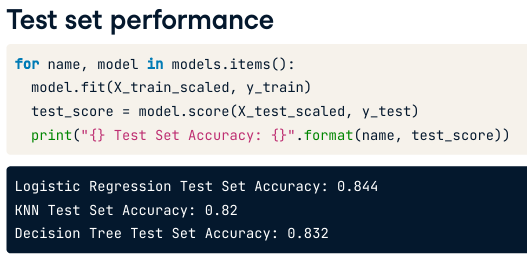 Test set performance
for name, model in models.items():
  model.fit(X_train_scaled, y_train)
  test_score = model.score(X_test_scaled, y_test)
  print("{} Test Set Accuracy: {}".format(name, test_score))
Logistic Regression Test Set Accuracy: 0.844
KNN Test Set Accuracy: 0.82
Decision Tree Test Set Accuracy: 0.832